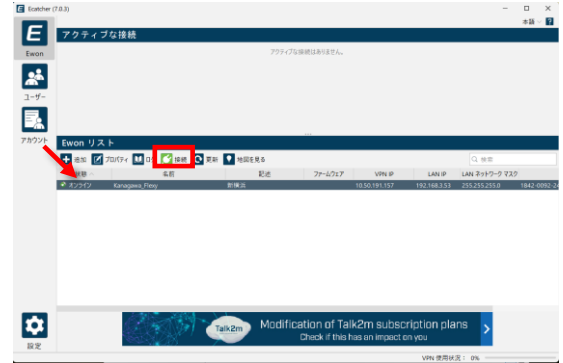 Ecatcher (7.0.3)
本語
アクティブな接続
アクティブな接続はありません。
Ewon
ユーザー
アカウント
Ewon リスト
追加 プロパティ ログ 接続 更新 地図を見る 検索
状態 名前 記述 ファームウェア VPN IP LAN IP LAN ネットワーク マスク
オンライン Kanagawa_Flexy 新横浜 10.50.191.157 192.168.3.53 255.255.255.0 1842-0092-24
Talk2m
Modification of Talk2m subscription plans
Check if this has an impact on you
設定
VPN 使用状況： 0%